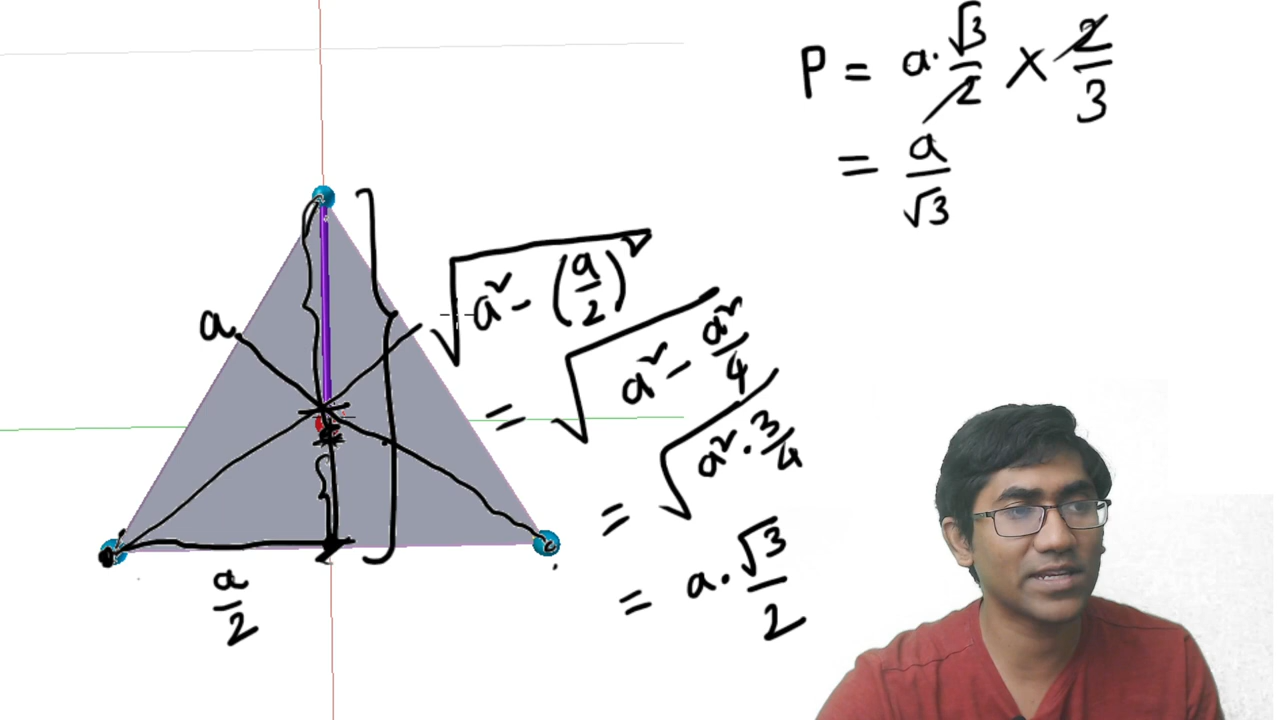 P = a · √3/2 × 2/3
= a/√3
a
√(a² − (a/2)²)
= √(a² − a²/4)
= √(a² · 3/4)
= a · √3/2
a/2